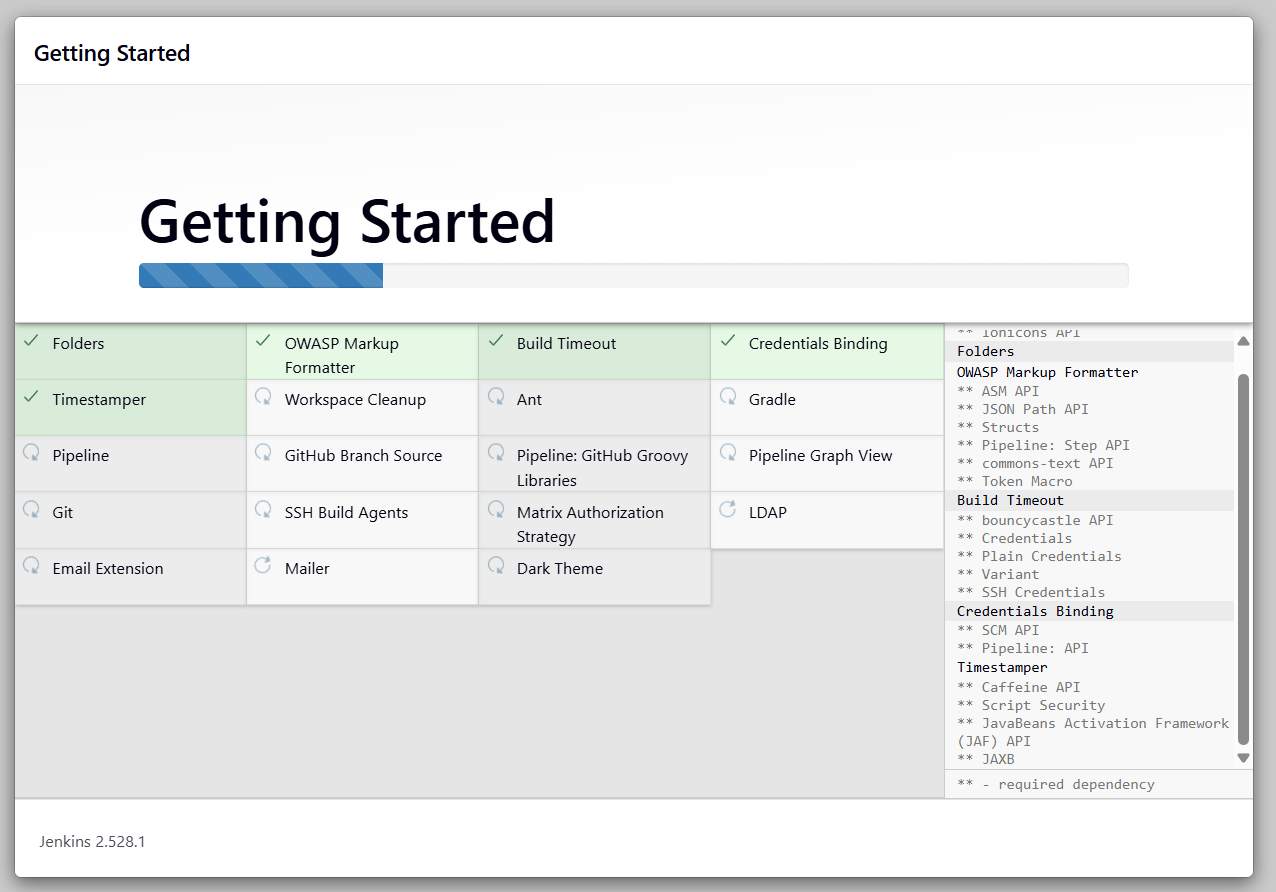 Getting Started
Getting Started
Folders
OWASP Markup
Formatter
Build Timeout
Credentials Binding
Timestamper
Workspace Cleanup
Ant
Gradle
Pipeline
GitHub Branch Source
Pipeline: GitHub Groovy
Libraries
Pipeline Graph View
Git
SSH Build Agents
Matrix Authorization
Strategy
LDAP
Email Extension
Mailer
Dark Theme
** Ionicons API
Folders
OWASP Markup Formatter
** ASM API
** JSON Path API
** Structs
** Pipeline: Step API
** commons-text API
** Token Macro
Build Timeout
** bouncycastle API
** Credentials
** Plain Credentials
** Variant
** SSH Credentials
Credentials Binding
** SCM API
** Pipeline: API
Timestamper
** Caffeine API
** Script Security
** JavaBeans Activation Framework
(JAF) API
** JAXB
** - required dependency
Jenkins 2.528.1